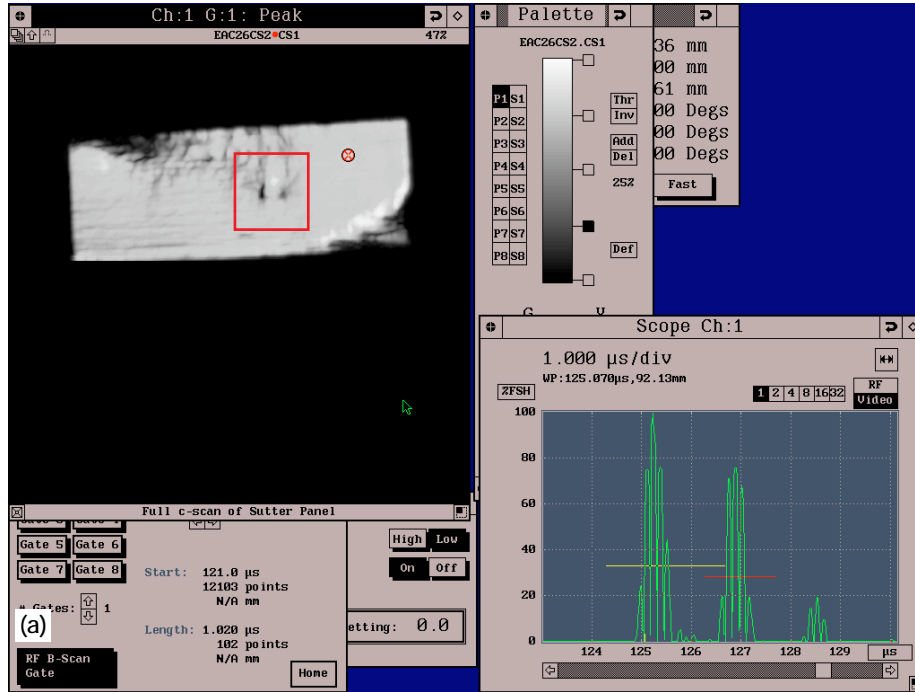 Ch:1 G:1: Peak
EAC26CS2•CS1 47%
Full c-scan of Sutter Panel
Palette
EAC26CS2.CS1
P1 S1
P2 S2
P3 S3
P4 S4
P5 S5
P6 S6
P7 S7
P8 S8
Thr
Inv
Add
Del
25%
Def
36 mm
00 mm
61 mm
00 Degs
00 Degs
00 Degs
Fast
Gate 5 Gate 6
Gate 7 Gate 8
# Gates: 1
(a)
RF B-Scan
Gate
Start: 121.0 µs
12103 points
N/A mm
Length: 1.020 µs
102 points
N/A mm
Home
High Low
On Off
etting: 0.0
Scope Ch:1
1.000 µs/div
WP:125.070µs,92.13mm
%FSH
1 2 4 8 16 32
RF
Video
100
80
60
40
20
0
124 125 126 127 128 129 µs